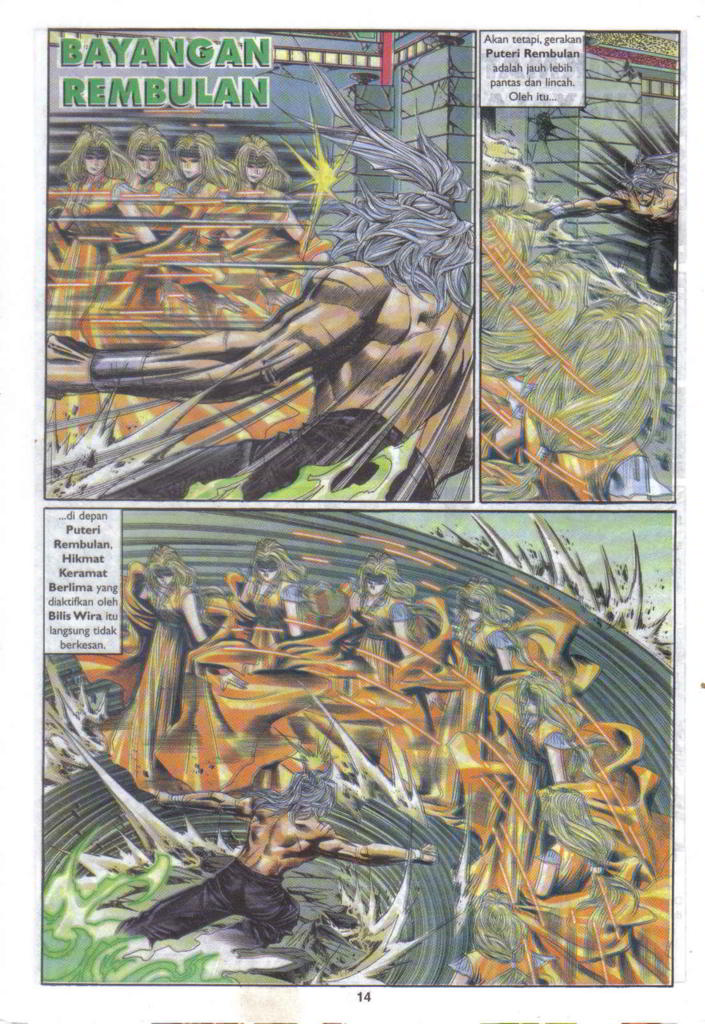 BAYANGAN
REMBULAN
Akan tetapi, gerakan
Puteri Rembulan
adalah jauh lebih
pantas dan lincah.
Oleh itu...
...di depan
Puteri
Rembulan,
Hikmat
Keramat
Berlima yang
diaktifkan oleh
Bilis Wira itu
langsung tidak
berkesan.
14